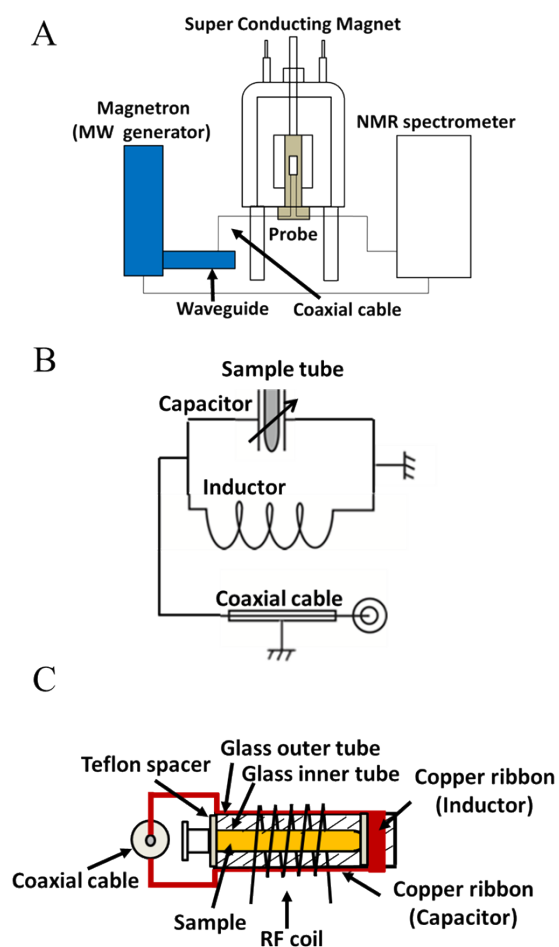 A
Super Conducting Magnet
Magnetron
(MW generator)
NMR spectrometer
Probe
Waveguide
Coaxial cable
B
Sample tube
Capacitor
Inductor
Coaxial cable
C
Glass outer tube
Teflon spacer
Glass inner tube
Copper ribbon
(Inductor)
Coaxial cable
Copper ribbon
(Capacitor)
Sample
RF coil